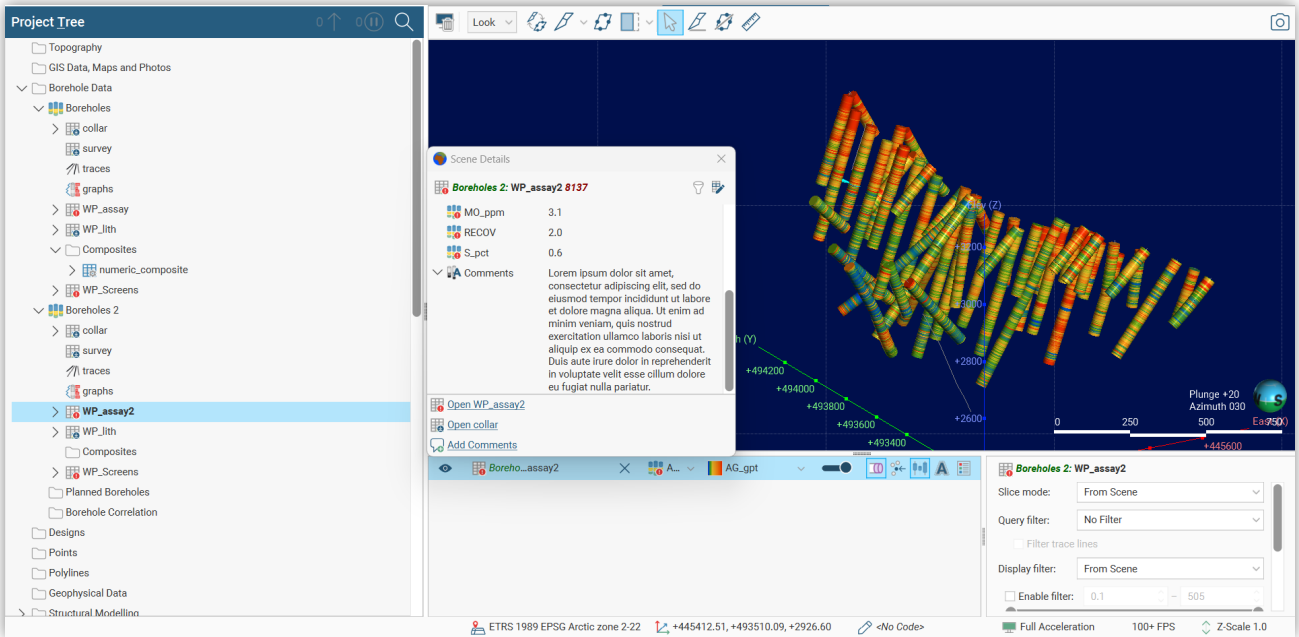 Project Tree
0
0
Look
Topography
GIS Data, Maps and Photos
Borehole Data
Boreholes
collar
survey
traces
graphs
WP_assay
WP_lith
Composites
numeric_composite
WP_Screens
Boreholes 2
collar
survey
traces
graphs
WP_assay2
WP_lith
Composites
WP_Screens
Planned Boreholes
Borehole Correlation
Designs
Points
Polylines
Geophysical Data
Structural Modelling
Scene Details
Boreholes 2: WP_assay2 8137
MO_ppm 3.1
RECOV 2.0
S_pct 0.6
Comments
Lorem ipsum dolor sit amet,
consectetur adipiscing elit, sed do
eiusmod tempor incididunt ut labore
et dolore magna aliqua. Ut enim ad
minim veniam, quis nostrud
exercitation ullamco laboris nisi ut
aliquip ex ea commodo consequat.
Duis aute irure dolor in reprehenderit
in voluptate velit esse cillum dolore
eu fugiat nulla pariatur.
Open WP_assay2
Open collar
Add Comments
(Z)
+3200
+2800
+2600
(Y)
+494200
+494000
+493800
+493600
+493400
Plunge +20
Azimuth 030
S
0 250 500 750
East (X)
+445600
Boreho..._assay2
A...
AG_gpt
A
Boreholes 2: WP_assay2
Slice mode: From Scene
Query filter: No Filter
Filter trace lines
Display filter: From Scene
Enable filter: 0.1 – 505
ETRS 1989 EPSG Arctic zone 2-22
+445412.51, +493510.09, +2926.60
<No Code>
Full Acceleration
100+ FPS
Z-Scale 1.0